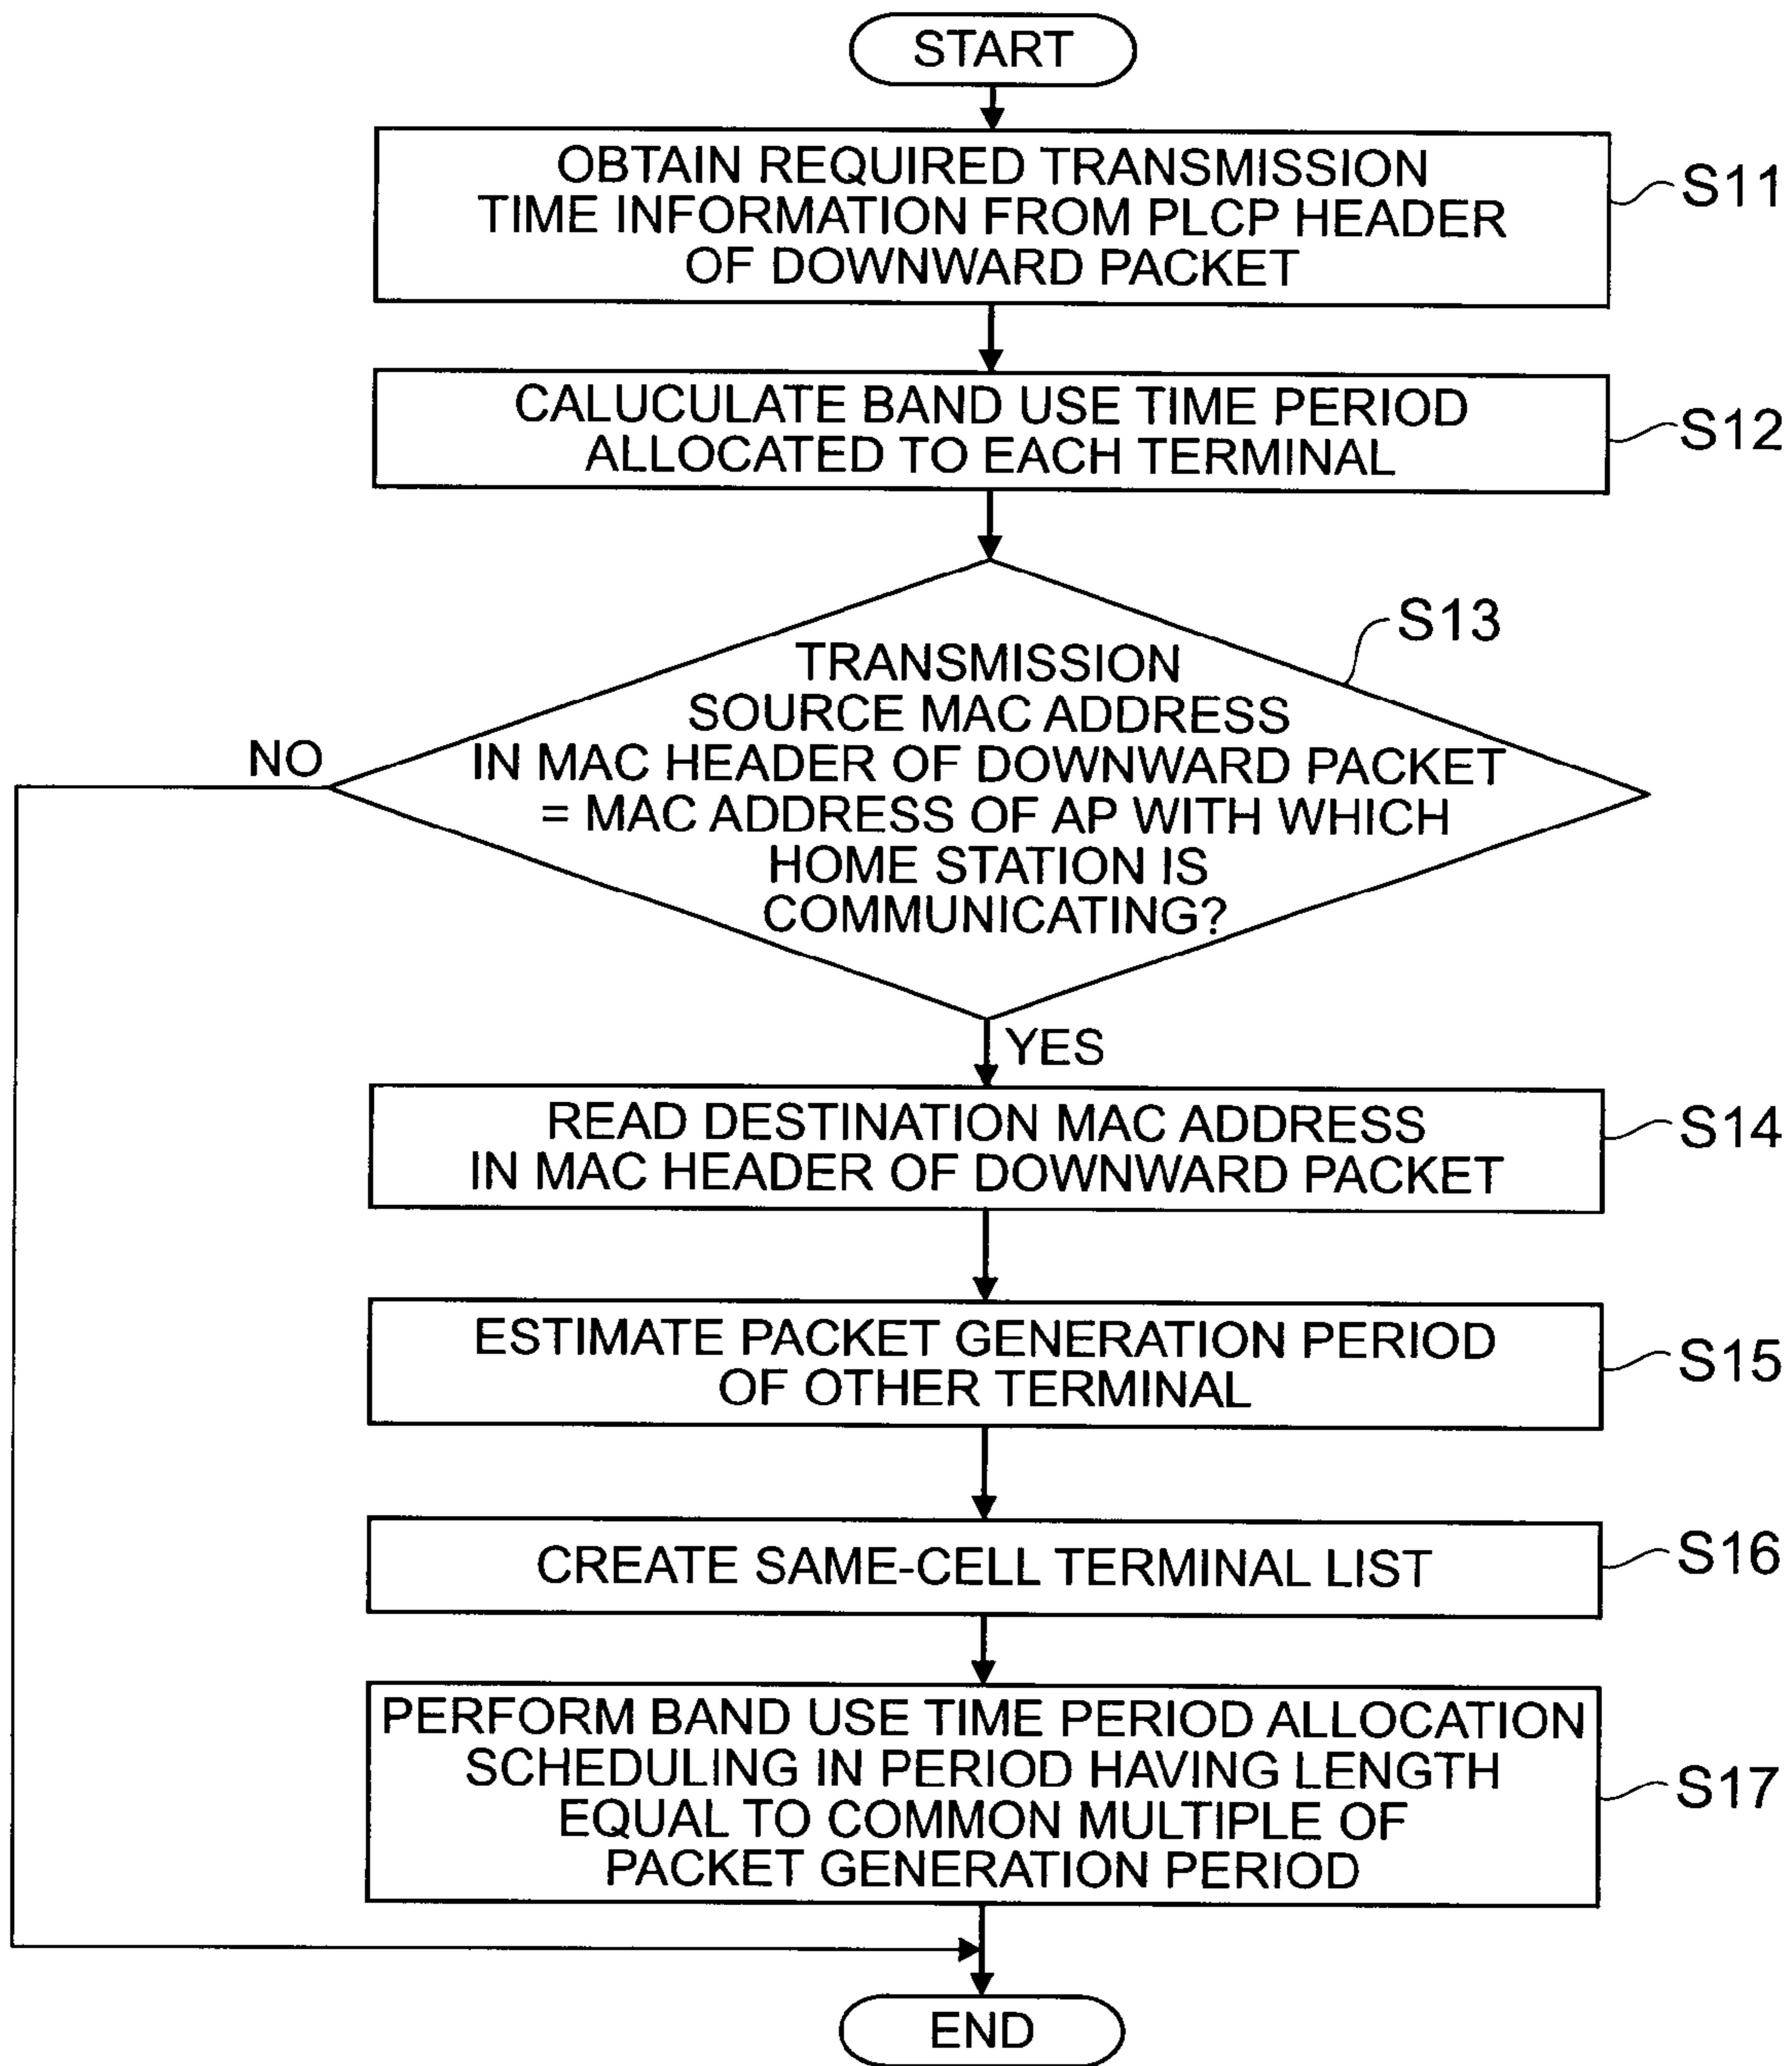 START
OBTAIN REQUIRED TRANSMISSION
TIME INFORMATION FROM PLCP HEADER
OF DOWNWARD PACKET
S11
CALUCULATE BAND USE TIME PERIOD
ALLOCATED TO EACH TERMINAL
S12
S13
TRANSMISSION
SOURCE MAC ADDRESS
IN MAC HEADER OF DOWNWARD PACKET
= MAC ADDRESS OF AP WITH WHICH
HOME STATION IS
COMMUNICATING?
NO
YES
READ DESTINATION MAC ADDRESS
IN MAC HEADER OF DOWNWARD PACKET
S14
ESTIMATE PACKET GENERATION PERIOD
OF OTHER TERMINAL
S15
CREATE SAME-CELL TERMINAL LIST
S16
PERFORM BAND USE TIME PERIOD ALLOCATION
SCHEDULING IN PERIOD HAVING LENGTH
EQUAL TO COMMON MULTIPLE OF
PACKET GENERATION PERIOD
S17
END